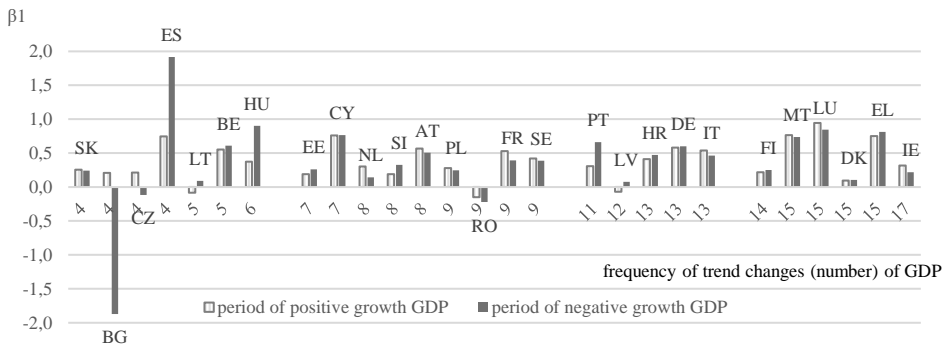 β1
2,0
1,5
1,0
0,5
0,0
-0,5
-1,0
-1,5
-2,0
SK
BG
CZ
ES
LT
BE
HU
EE
CY
NL
SI
AT
PL
RO
FR
SE
PT
LV
HR
DE
IT
FI
MT
LU
DK
EL
IE
4
4
4
4
5
5
6
7
7
8
8
8
9
9
9
9
11
12
13
13
13
14
15
15
15
15
17
frequency of trend changes (number) of GDP
period of positive growth GDP
period of negative growth GDP